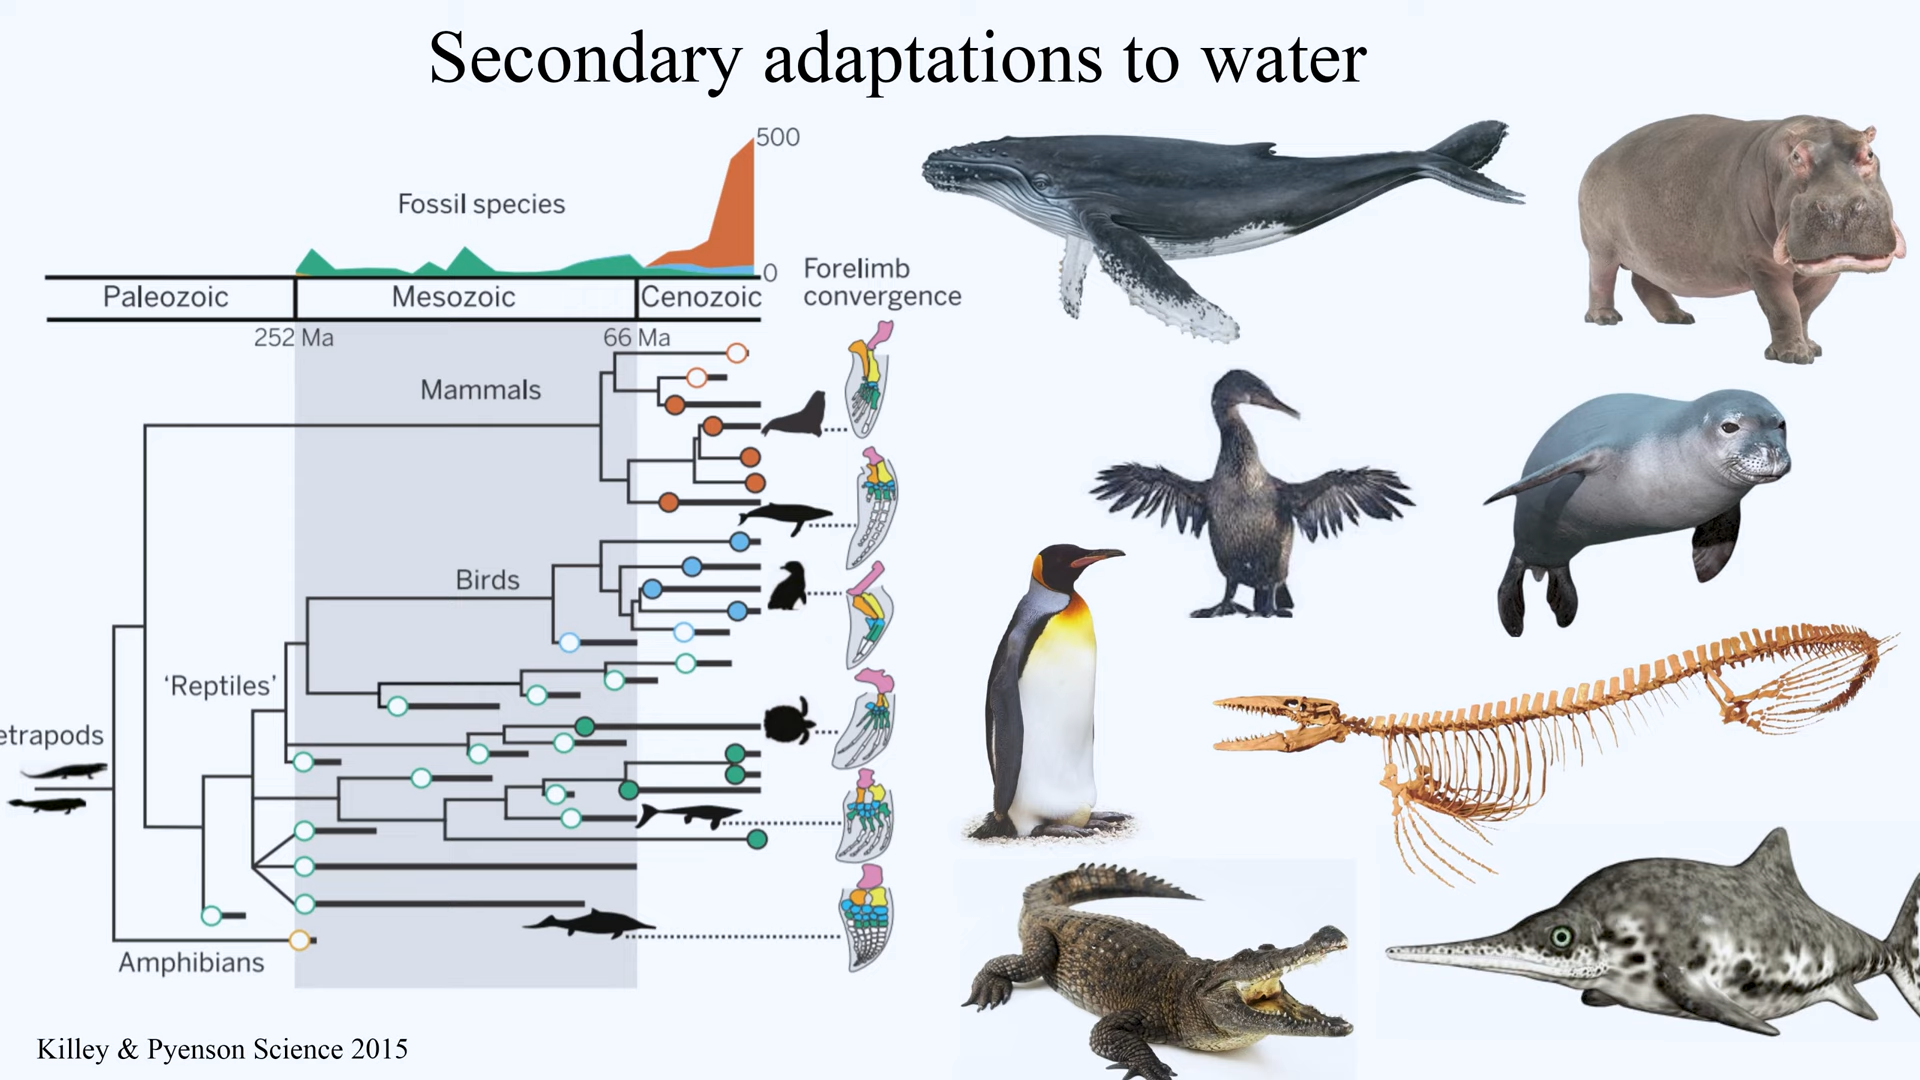 Secondary adaptations to water
500
Fossil species
0
Forelimb
convergence
Paleozoic
Mesozoic
Cenozoic
252 Ma
66 Ma
Mammals
Birds
‘Reptiles’
etrapods
Amphibians
Killey & Pyenson Science 2015